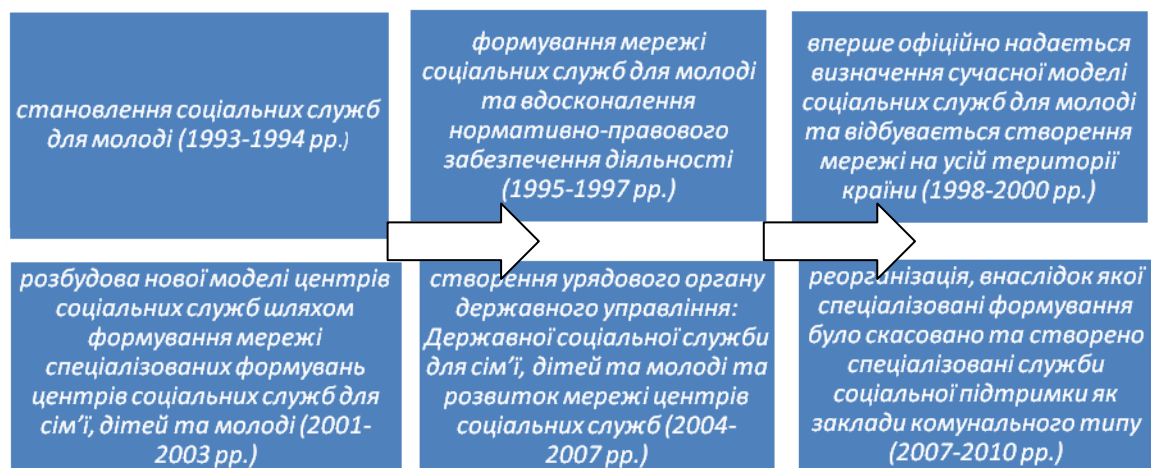 становлення соціальних служб
для молоді (1993-1994 рр.)
формування мережі
соціальних служб для молоді
та вдосконалення
нормативно-правового
забезпечення діяльності
(1995-1997 рр.)
вперше офіційно надається
визначення сучасної моделі
соціальних служб для молоді
та відбувається створення
мережі на усій території
країни (1998-2000 рр.)
розбудова нової моделі центрів
соціальних служб шляхом
формування мережі
спеціалізованих формувань
центрів соціальних служб для
сім’ї, дітей та молоді (2001-
2003 рр.)
створення урядового органу
державного управління:
Державної соціальної служби
для сім’ї, дітей та молоді та
розвиток мережі центрів
соціальних служб (2004-
2007 рр.)
реорганізація, внаслідок якої
спеціалізовані формування
було скасовано та створено
спеціалізовані служби
соціальної підтримки як
заклади комунального типу
(2007-2010 рр.)